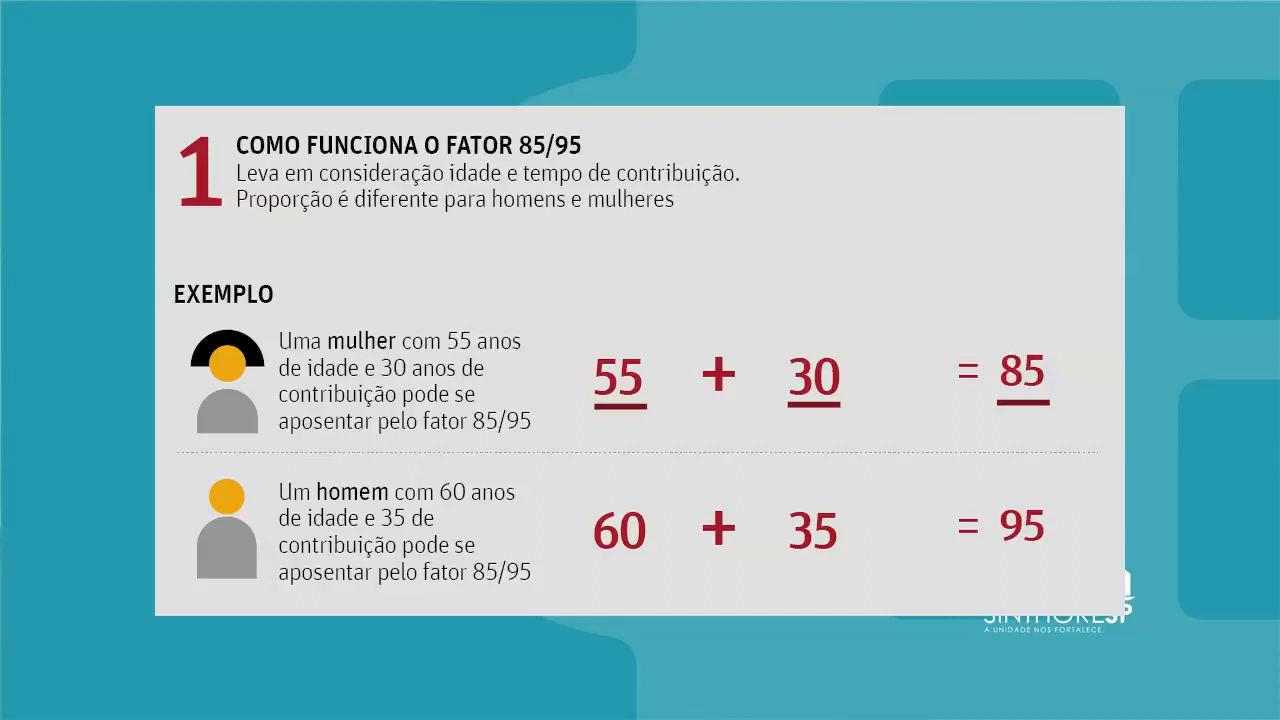 1
COMO FUNCIONA O FATOR 85/95
Leva em consideração idade e tempo de contribuição.
Proporção é diferente para homens e mulheres
EXEMPLO
Uma mulher com 55 anos
de idade e 30 anos de
contribuição pode se
aposentar pelo fator 85/95
55 + 30 = 85
Um homem com 60 anos
de idade e 35 de
contribuição pode se
aposentar pelo fator 85/95
60 + 35 = 95
SINTHORESP
A UNIDADE NOS FORTALECE.